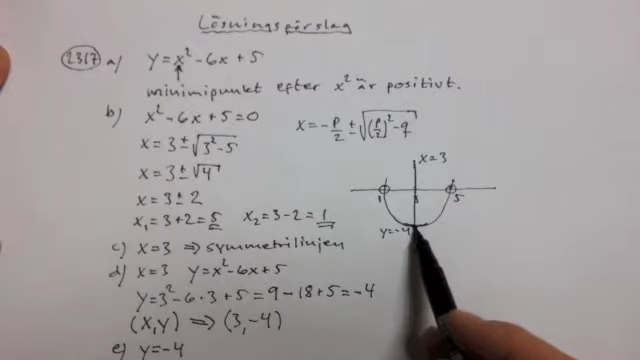 Lösningsförslag
2317 a) y = x² - 6x + 5
minimipunkt efter x² är positivt.
b) x² - 6x + 5 = 0
x = -p/2 ± √((p/2)² - q)
x = 3 ± √(3² - 5)
x = 3 ± √4
x = 3 ± 2
x₁ = 3 + 2 = 5 x₂ = 3 - 2 = 1
x = 3
1 3 5
y = -4
c) x = 3 ⇒ symmetrilinjen
d) x = 3 y = x² - 6x + 5
y = 3² - 6 · 3 + 5 = 9 - 18 + 5 = -4
(x, y) ⇒ (3, -4)
e) y = -4